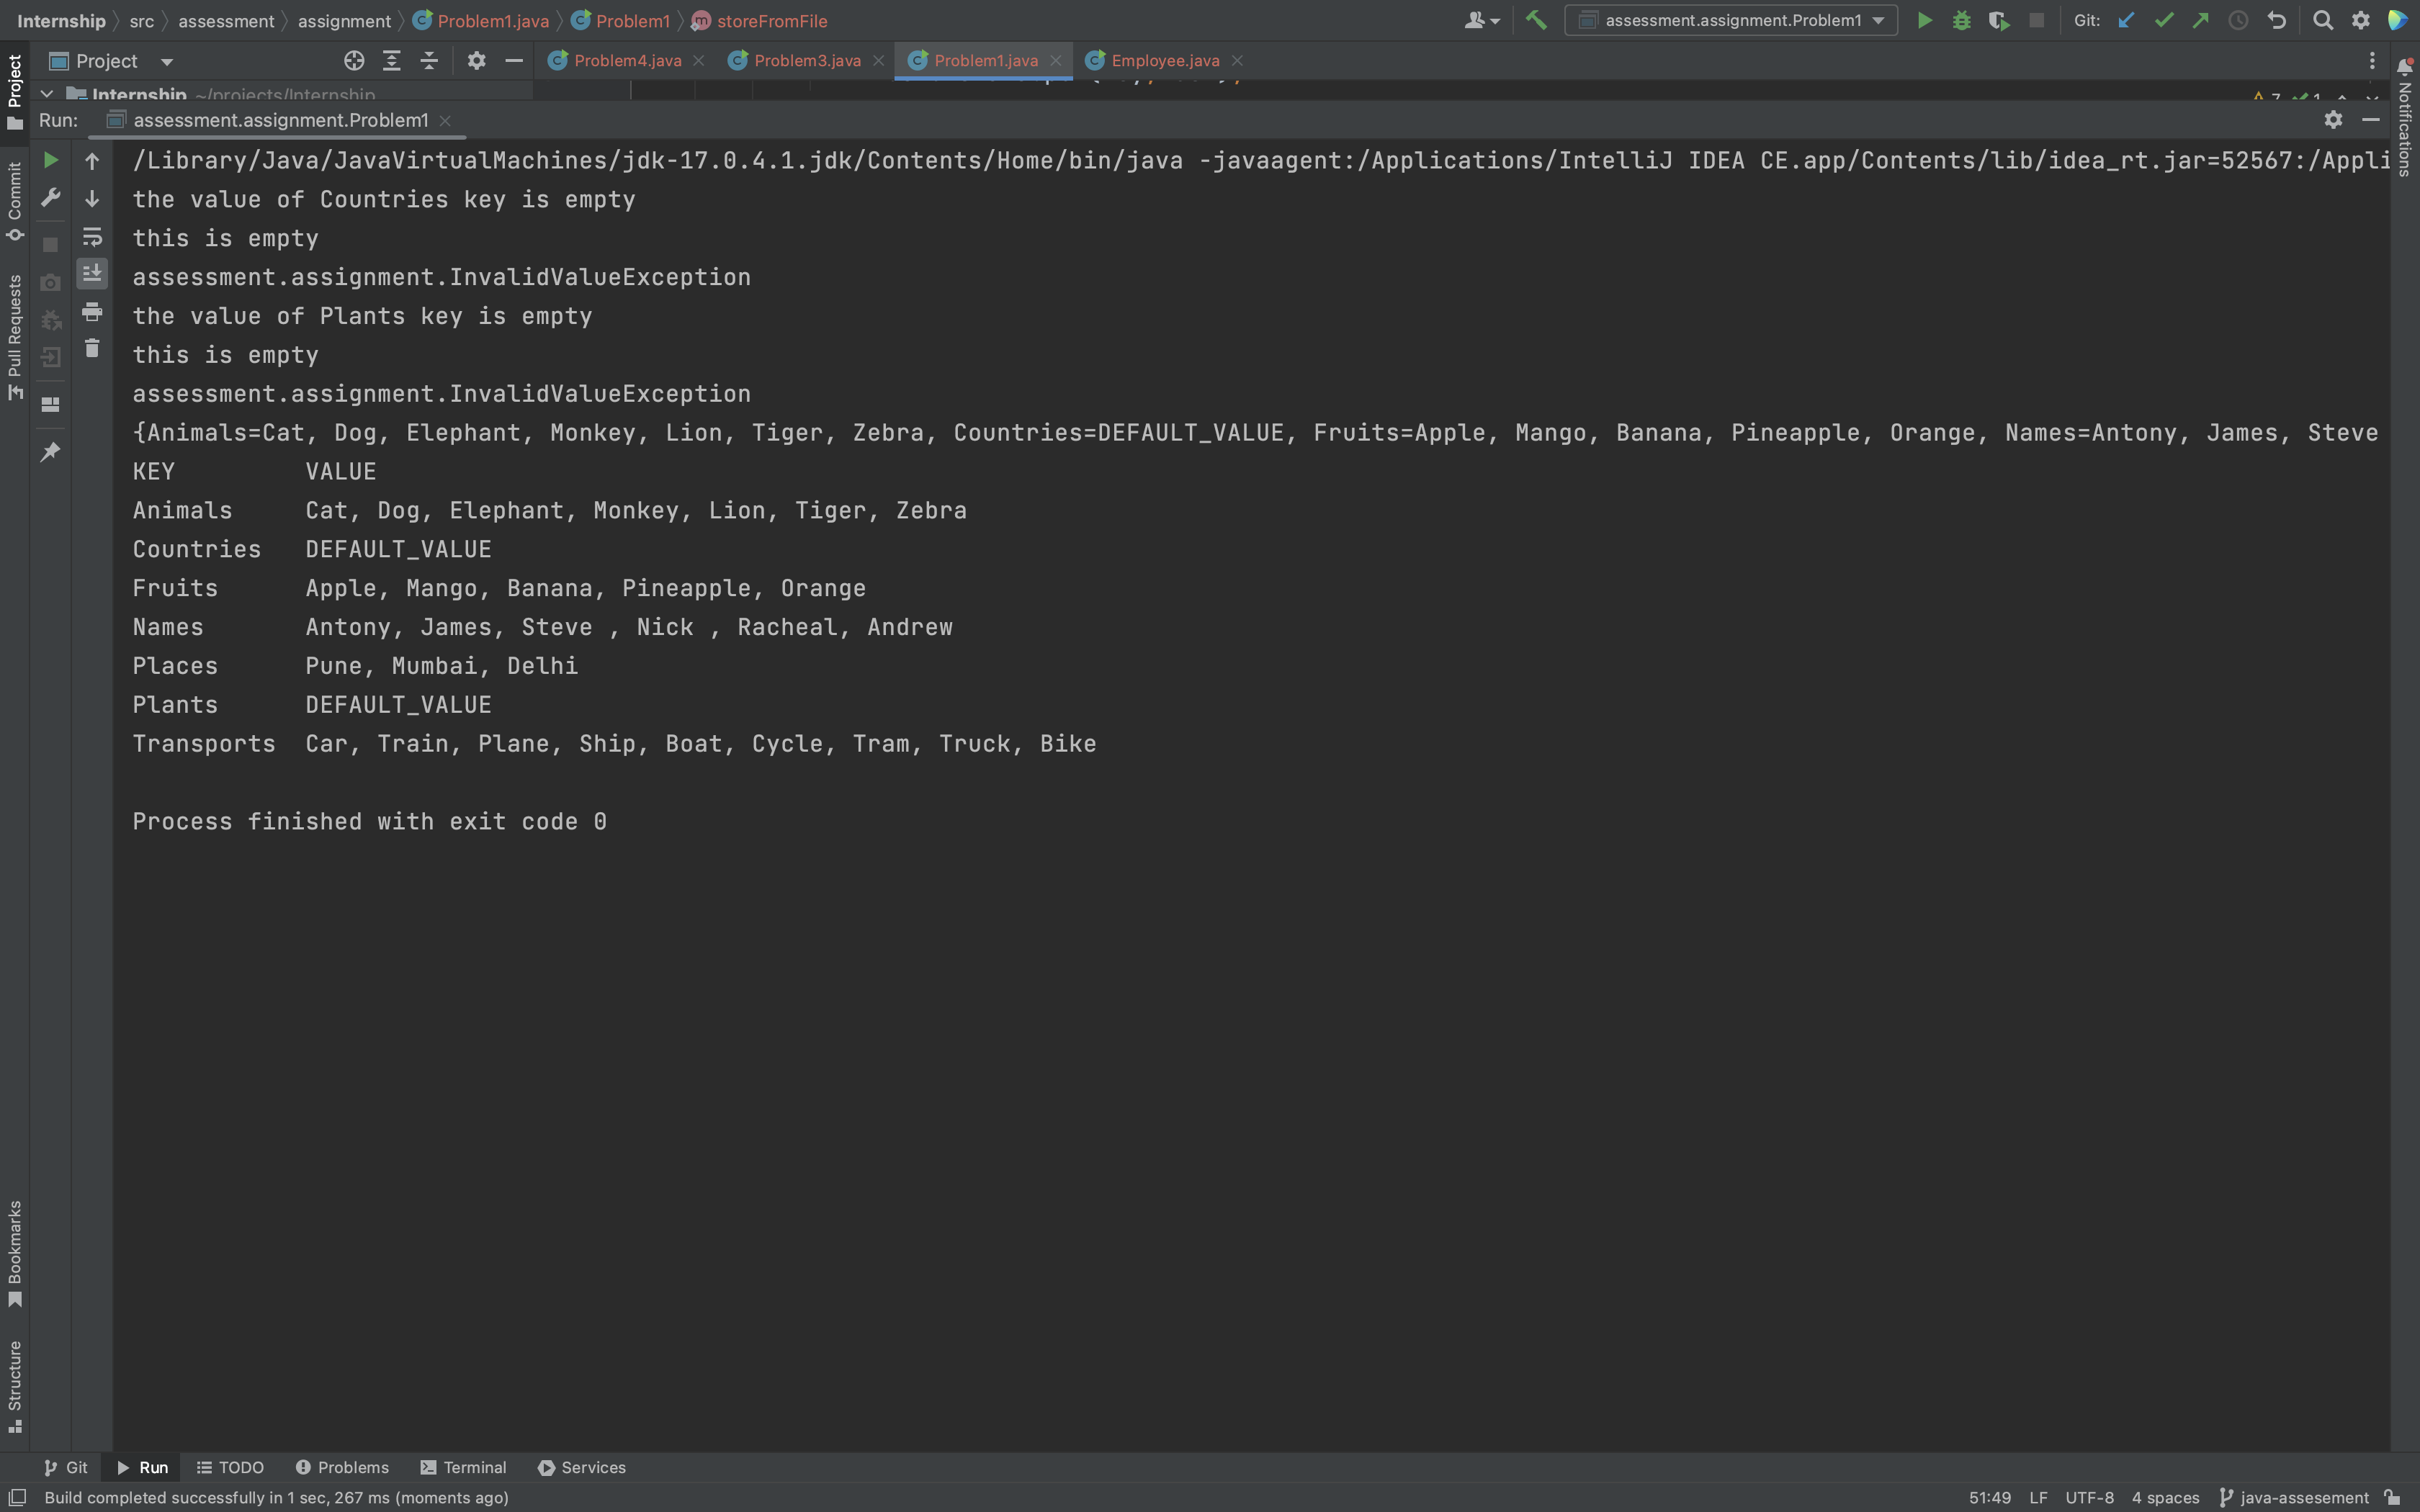 Internship src assessment assignment Problem1.java Problem1 storeFromFile assessment.assignment.Problem1 Git:
Project Problem4.java Problem3.java Problem1.java Employee.java
Internship ~/projects/Internship 7 1
Run: assessment.assignment.Problem1
/Library/Java/JavaVirtualMachines/jdk-17.0.4.1.jdk/Contents/Home/bin/java -javaagent:/Applications/IntelliJ IDEA CE.app/Contents/lib/idea_rt.jar=52567:/Appli
the value of Countries key is empty
this is empty
assessment.assignment.InvalidValueException
the value of Plants key is empty
this is empty
assessment.assignment.InvalidValueException
{Animals=Cat, Dog, Elephant, Monkey, Lion, Tiger, Zebra, Countries=DEFAULT_VALUE, Fruits=Apple, Mango, Banana, Pineapple, Orange, Names=Antony, James, Steve
KEY VALUE
Animals Cat, Dog, Elephant, Monkey, Lion, Tiger, Zebra
Countries DEFAULT_VALUE
Fruits Apple, Mango, Banana, Pineapple, Orange
Names Antony, James, Steve , Nick , Racheal, Andrew
Places Pune, Mumbai, Delhi
Plants DEFAULT_VALUE
Transports Car, Train, Plane, Ship, Boat, Cycle, Tram, Truck, Bike
Process finished with exit code 0
Project
Commit
Pull Requests
Bookmarks
Structure
Notifications
Git Run TODO Problems Terminal Services
Build completed successfully in 1 sec, 267 ms (moments ago) 51:49 LF UTF-8 4 spaces java-assesement